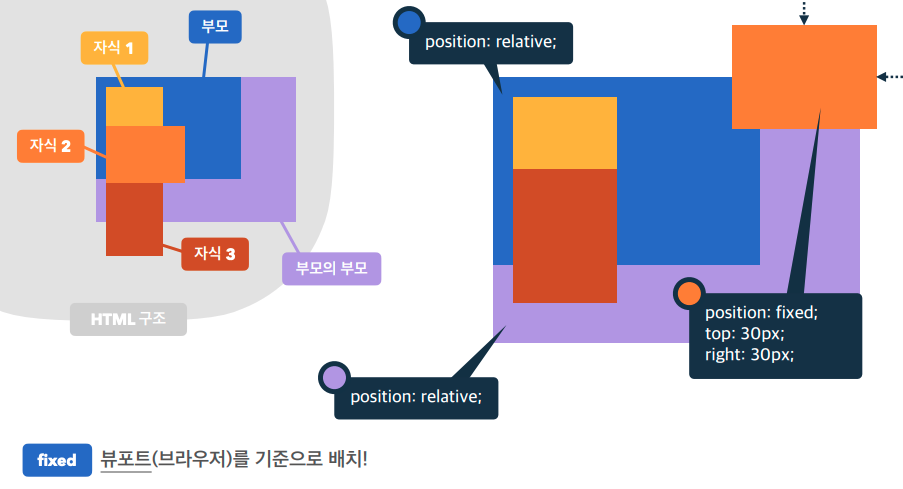 부모
자식 1
자식 2
자식 3
부모의 부모
HTML 구조
position: relative;
position: fixed;
top: 30px;
right: 30px;
position: relative;
fixed 뷰포트(브라우저)를 기준으로 배치!